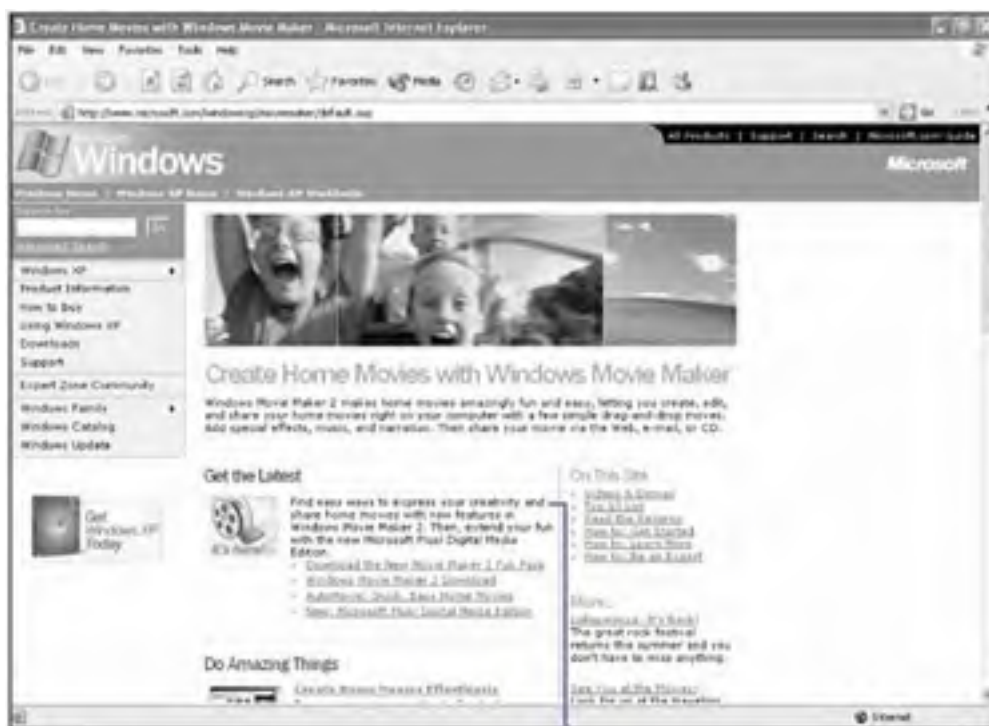 Create Home Movies with Windows Movie Maker - Microsoft Internet Explorer
File Edit View Favorites Tools Help
Search Favorites Media
http://www.microsoft.com/windowsxp/moviemaker/default.asp Go
All Products | Support | Search | Microsoft.com Guide
Windows
Microsoft
Windows Home | Windows XP Home | Windows XP Worldwide
Search for
Go
Advanced Search
Windows XP
Product Information
How to Buy
Using Windows XP
Downloads
Support
Expert Zone Community
Windows Family
Windows Catalog
Windows Update
Get
Windows XP
Today
Create Home Movies with Windows Movie Maker
Windows Movie Maker 2 makes home movies amazingly fun and easy, letting you create, edit,
and share your home movies right on your computer with a few simple drag-and-drop moves.
Add special effects, music, and narration. Then share your movie via the Web, e-mail, or CD.
Get the Latest
It's here!
Find easy ways to express your creativity and
share home movies with new features in
Windows Movie Maker 2. Then, extend your fun
with the new Microsoft Plus! Digital Media
Edition.
Download the New Movie Maker 2 Fun Pack
Windows Movie Maker 2 Download
AutoMovie: Quick, Easy Home Movies
New: Microsoft Plus! Digital Media Edition
Do Amazing Things
Create Home Movies Effortlessly
On This Site
Videos & Demos
Top 10 List
Read the Reviews
How to: Get Started
How to: Learn More
How to: Be an Expert
More:
Lollapalooza: It's Back!
The great rock festival
returns this summer and you
don't have to miss anything.
See You at the Movies!
Look for us at the
Internet